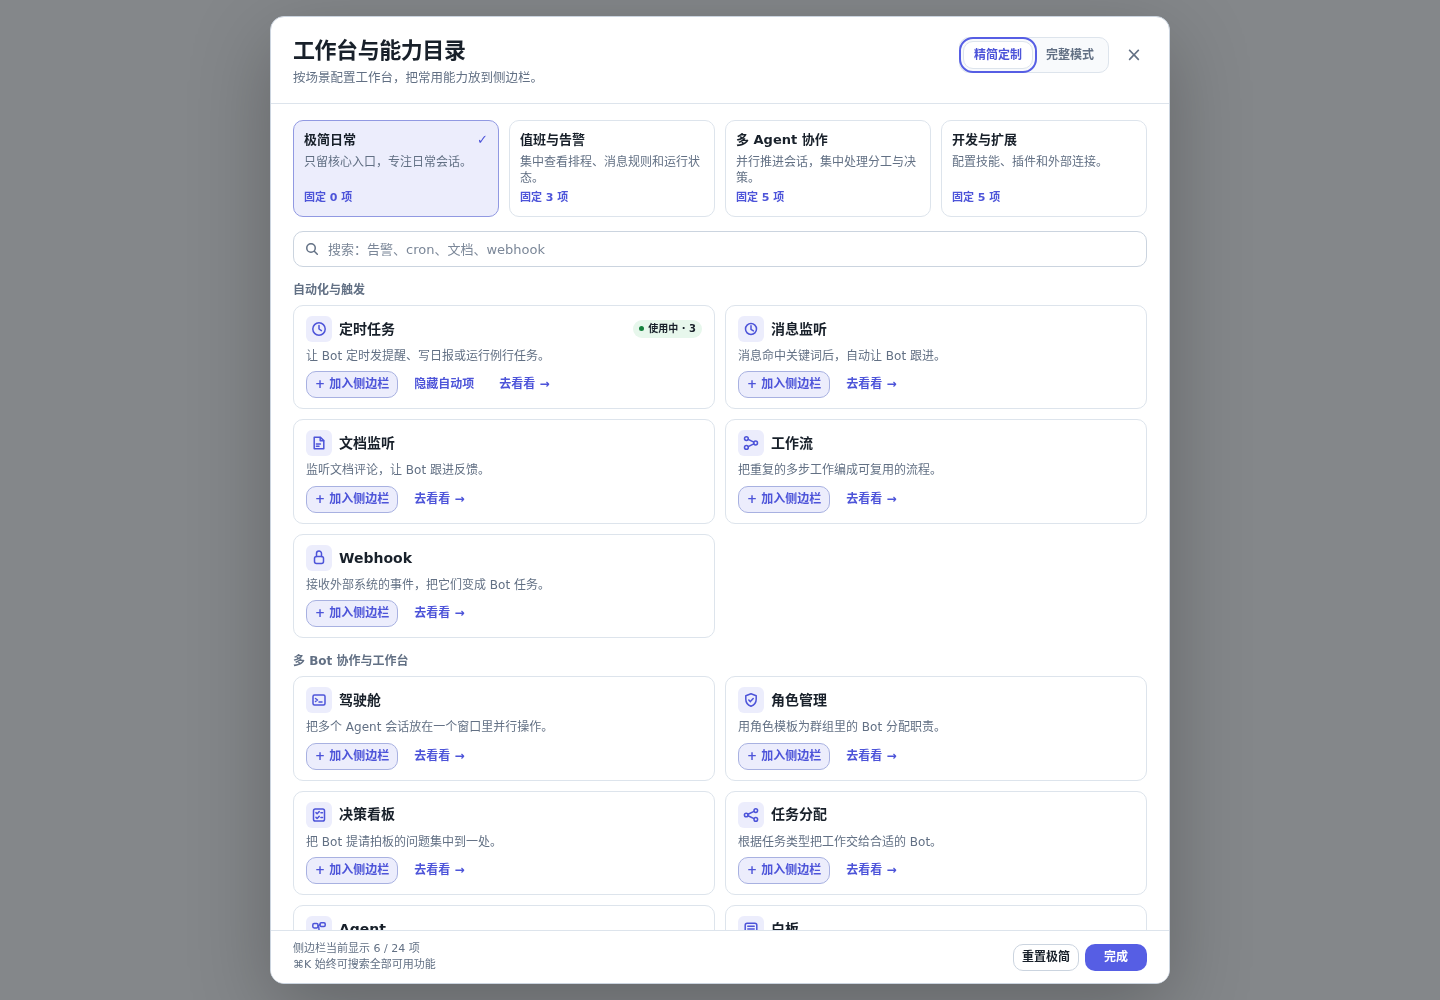 工作台与能力目录
按场景配置工作台，把常用能力放到侧边栏。
精简定制 完整模式
极简日常 ✓
只留核心入口，专注日常会话。
固定 0 项
值班与告警
集中查看排程、消息规则和运行状
态。
固定 3 项
多 Agent 协作
并行推进会话，集中处理分工与决
策。
固定 5 项
开发与扩展
配置技能、插件和外部连接。
固定 5 项
搜索：告警、cron、文档、webhook
自动化与触发
定时任务 使用中 · 3
让 Bot 定时发提醒、写日报或运行例行任务。
+ 加入侧边栏 隐藏自动项 去看看 →
消息监听
消息命中关键词后，自动让 Bot 跟进。
+ 加入侧边栏 去看看 →
文档监听
监听文档评论，让 Bot 跟进反馈。
+ 加入侧边栏 去看看 →
工作流
把重复的多步工作编成可复用的流程。
+ 加入侧边栏 去看看 →
Webhook
接收外部系统的事件，把它们变成 Bot 任务。
+ 加入侧边栏 去看看 →
多 Bot 协作与工作台
驾驶舱
把多个 Agent 会话放在一个窗口里并行操作。
+ 加入侧边栏 去看看 →
角色管理
用角色模板为群组里的 Bot 分配职责。
+ 加入侧边栏 去看看 →
决策看板
把 Bot 提请拍板的问题集中到一处。
+ 加入侧边栏 去看看 →
任务分配
根据任务类型把工作交给合适的 Bot。
+ 加入侧边栏 去看看 →
Agent
白板
侧边栏当前显示 6 / 24 项
⌘K 始终可搜索全部可用功能
重置极简 完成